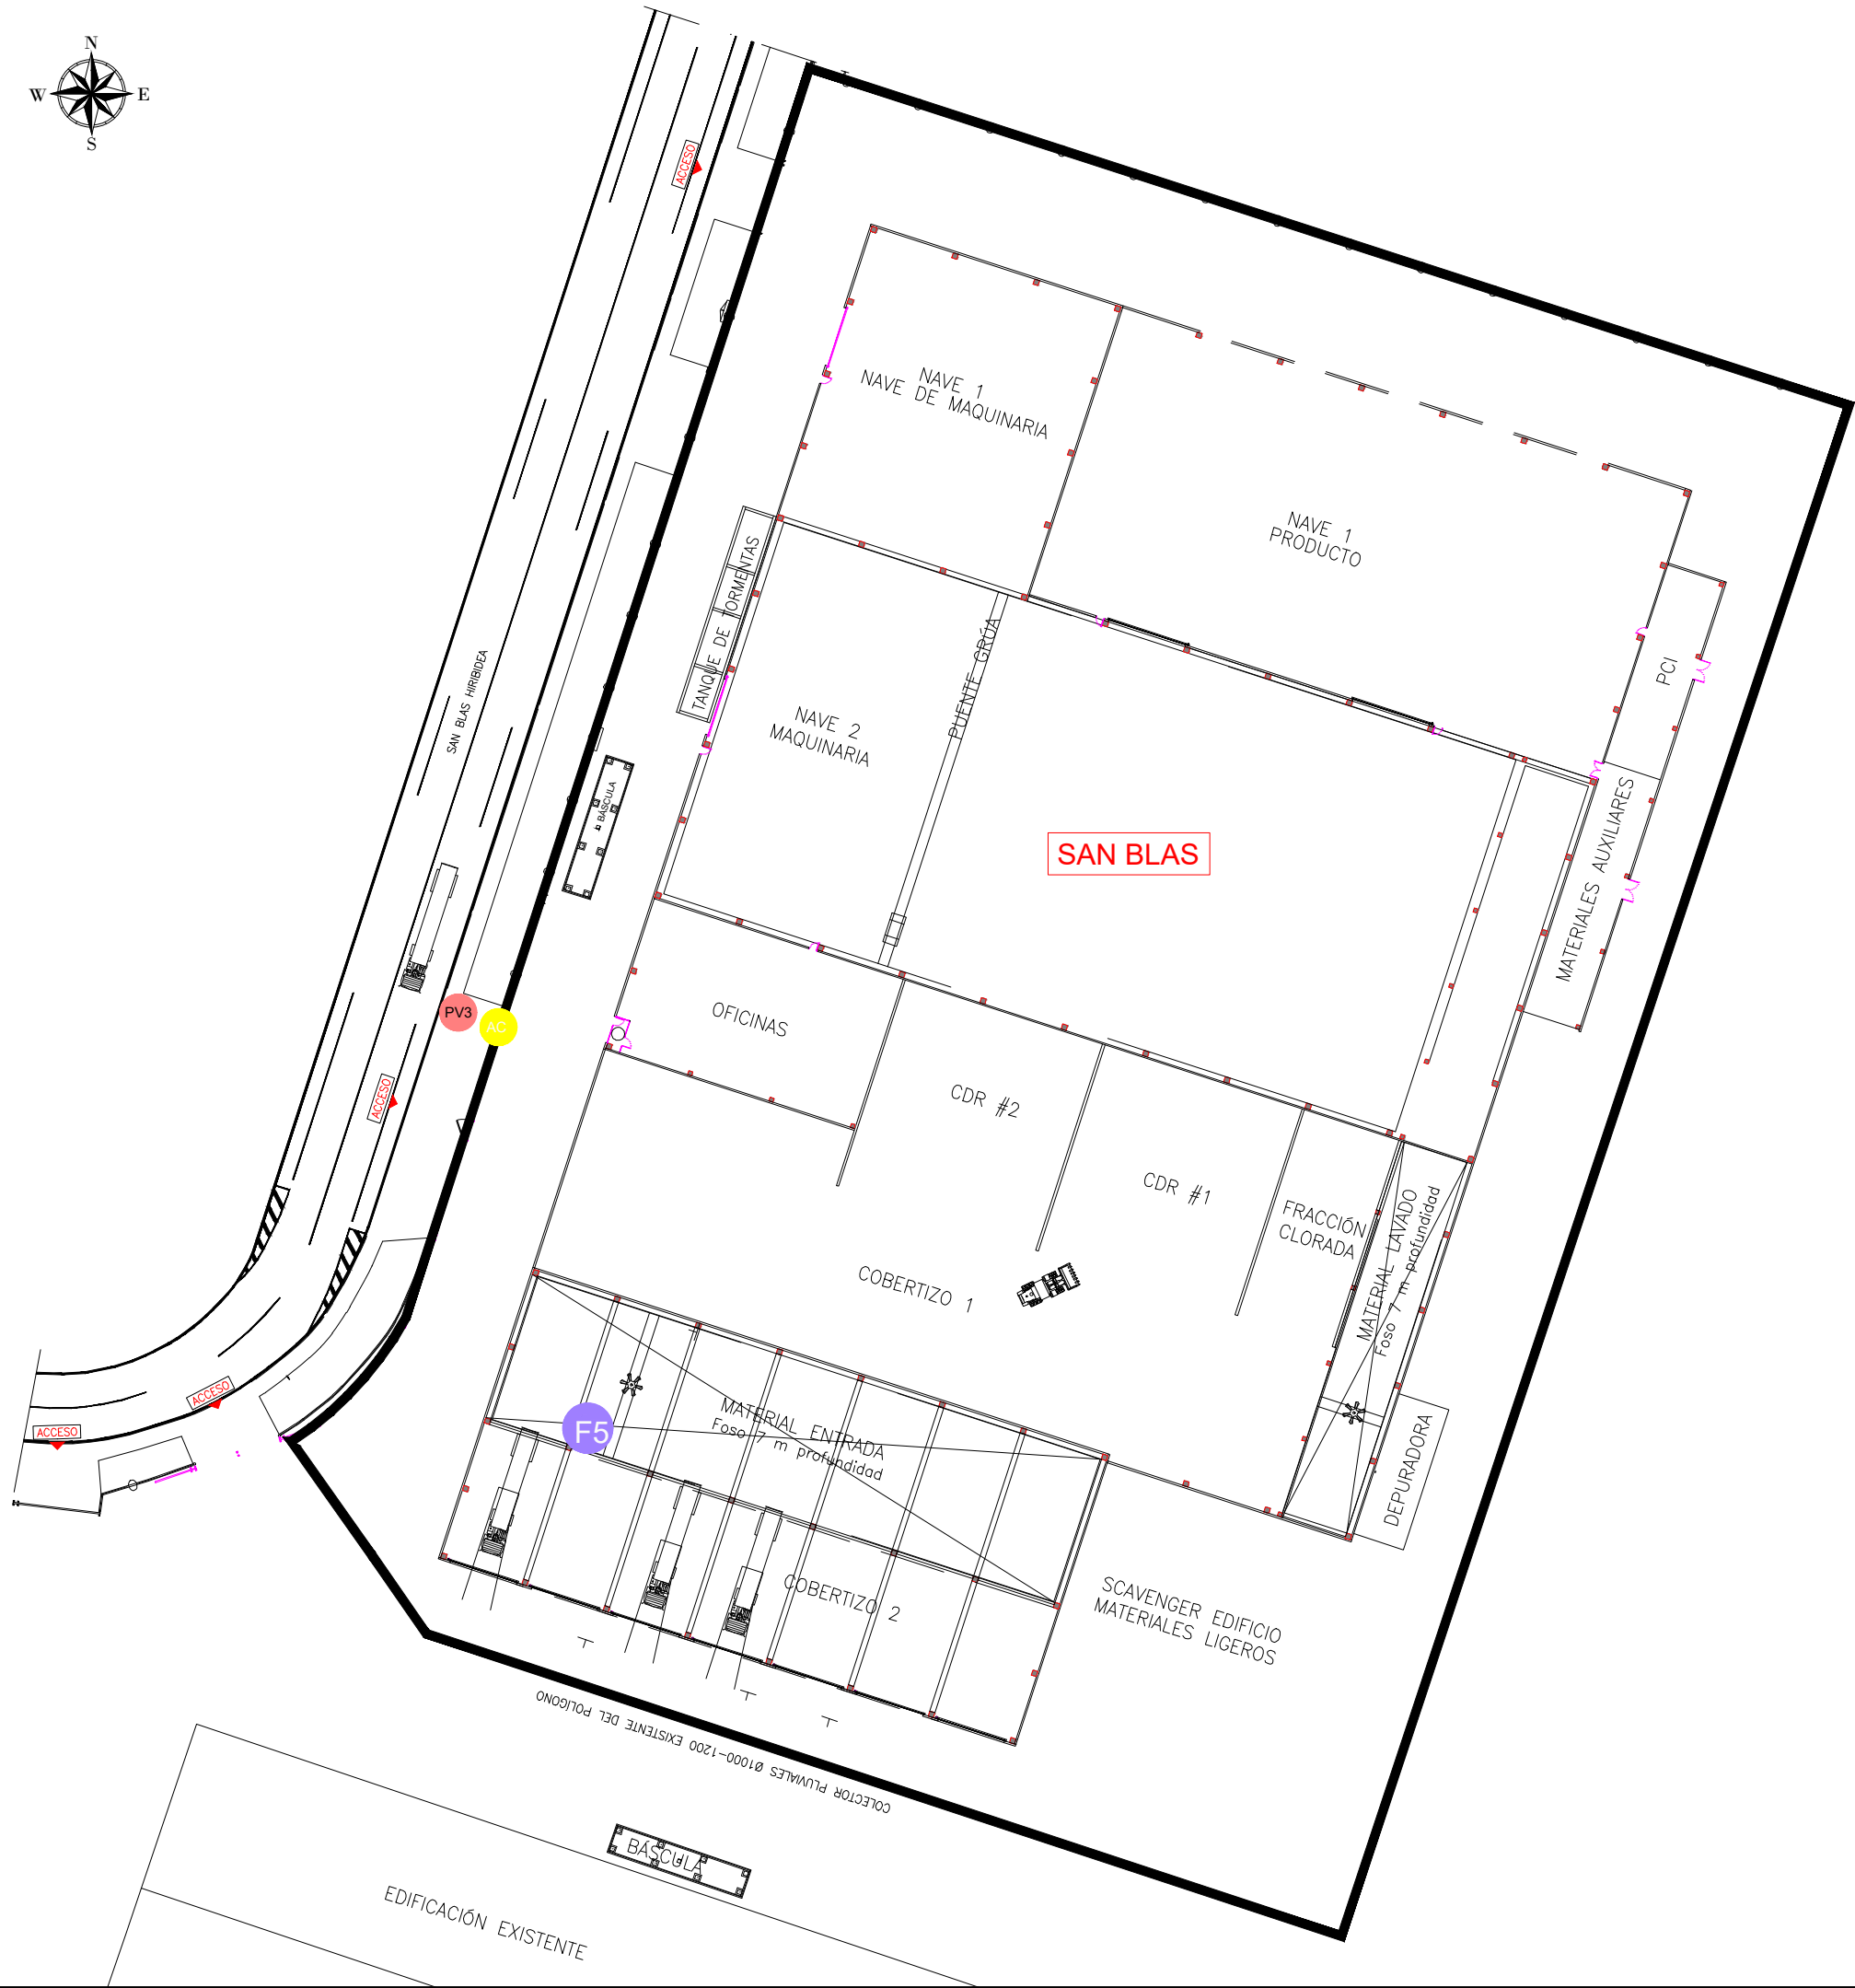 N
W E
S
ACCESO
NAVE 1
NAVE DE MAQUINARIA
NAVE 1
PRODUCTO
TANQUE DE TORMENTAS
PUENTE GRÚA
SAN BLAS HIRIBIDEA
PCI
NAVE 2
MAQUINARIA
BÁSCULA
SAN BLAS
MATERIALES AUXILIARES
PV3
AC
OFICINAS
ACCESO
CDR #2
CDR #1
FRACCIÓN
CLORADA
MATERIAL LAVADO
Foso 7 m profundidad
COBERTIZO 1
ACCESO
ACCESO
F5
MATERIAL ENTRADA
Foso 7 m profundidad
DEPURADORA
COBERTIZO 2
SCAVENGER EDIFICIO
MATERIALES LIGEROS
COLECTOR PLUVIALES Ø1000-1200 EXISTENTE DEL POLÍGONO
BÁSCULA
EDIFICACIÓN EXISTENTE